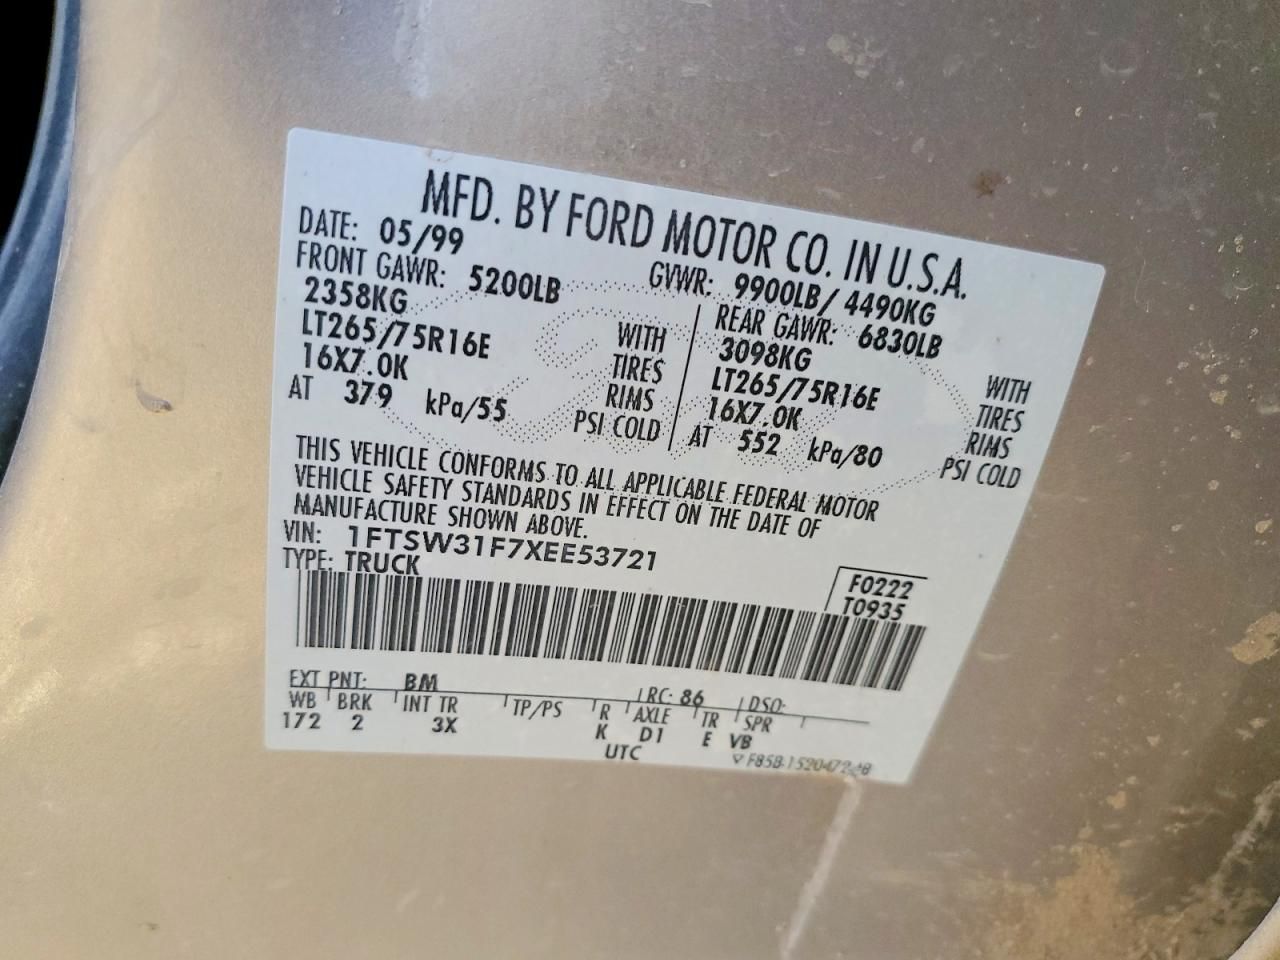 MFD. BY FORD MOTOR CO. IN U.S.A.
DATE: 05/99 GVWR: 9900LB/ 4490KG
FRONT GAWR: 5200LB REAR GAWR: 6830LB
2358KG WITH 3098KG WITH
LT265/75R16E TIRES LT265/75R16E TIRES
16X7.0K RIMS 16X7.0K RIMS
AT 379 kPa/55 PSI COLD AT 552 kPa/80 PSI COLD
THIS VEHICLE CONFORMS TO ALL APPLICABLE FEDERAL MOTOR
VEHICLE SAFETY STANDARDS IN EFFECT ON THE DATE OF
MANUFACTURE SHOWN ABOVE.
VIN: 1FTSW31F7XEE53721
TYPE: TRUCK
F0222
T0935
EXT PNT: BM RC: 86 DSO:
WB BRK INT TR TP/PS R AXLE TR SPR
172 2 3X K D1 E VB
UTC